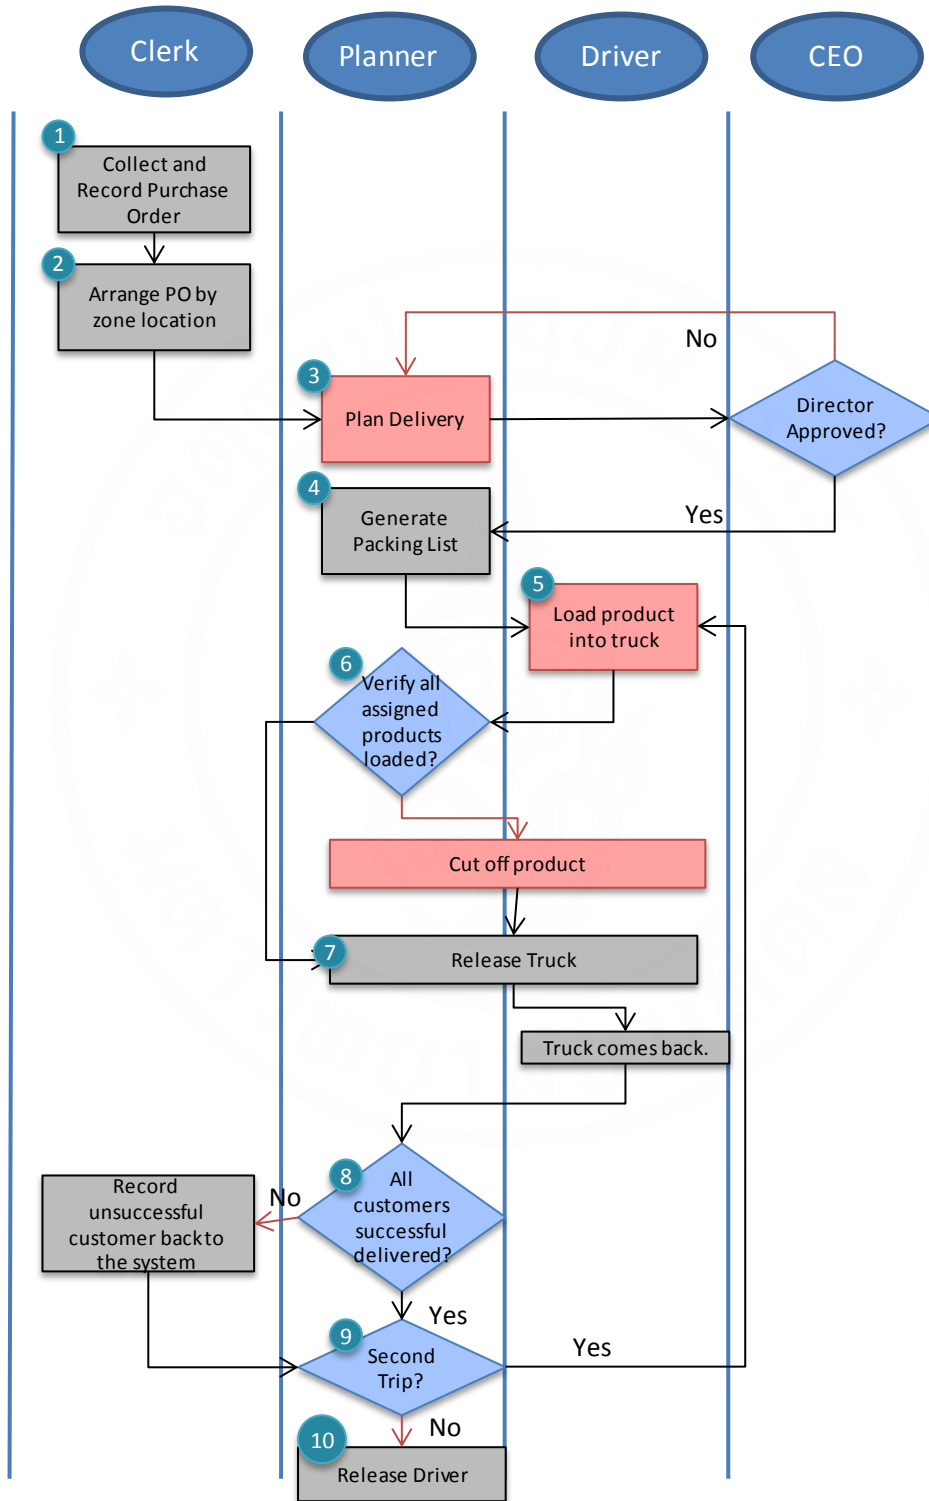 Clerk
Planner
Driver
CEO
1
Collect and
Record Purchase
Order
2
Arrange PO by
zone location
No
3
Plan Delivery
Director
Approved?
4
Generate
Packing List
Yes
5
Load product
into truck
6
Verify all
assigned
products
loaded?
Cut off product
7
Release Truck
Truck comes back.
8
All
customers
successful
delivered?
No
Record
unsuccessful
customer back to
the system
Yes
9
Second
Trip?
Yes
No
10
Release Driver